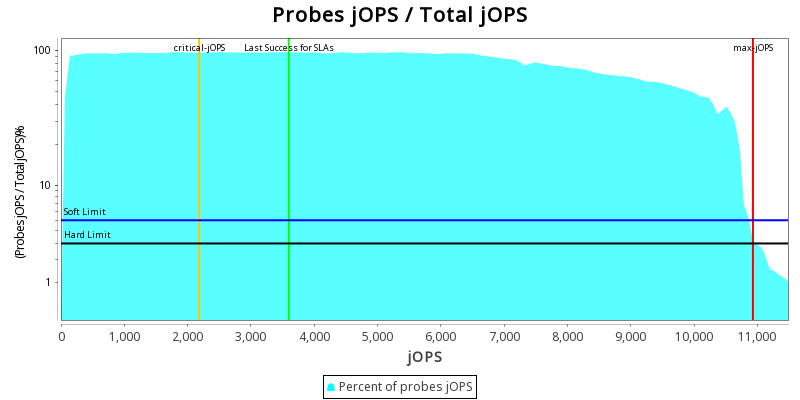 Probes jOPS / Total jOPS
100
10
1
(Probes jOPS / Total jOPS)%
critical-jOPS
Last Success for SLAs
max-jOPS
Soft Limit
Hard Limit
0
1,000
2,000
3,000
4,000
5,000
6,000
7,000
8,000
9,000
10,000
11,000
jOPS
Percent of probes jOPS